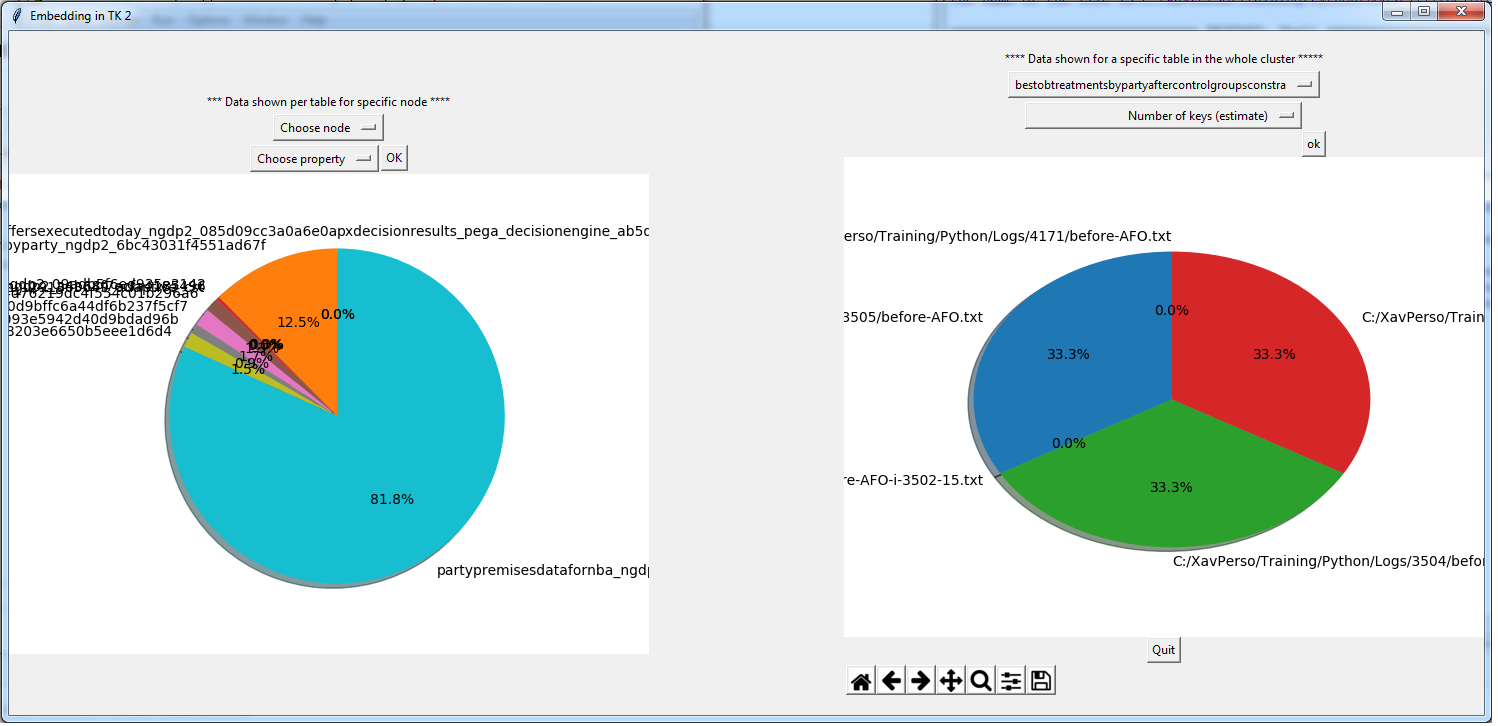 Embedding in TK 2
*** Data shown per table for specific node ****
Choose node
Choose property
OK
ffersexecutedtoday_ngdp2_085d09cc3a0a6e0apxdecisionresults_pega_decisionengine_ab5
byparty_ngdp2_6bc43031f4551ad67f
0d9bffc6a44df6b237f5cf7
093e5942d40d9bdad96b
3203e6650b5eee1d6d4
12.5%
0.0%
1.7%
0.9%
1.5%
81.8%
partypremisesdatafornba_ngdp
**** Data shown for a specific table in the whole cluster *****
bestobtreatmentsbypartyaftercontrolgroupsconstra
Number of keys (estimate)
ok
erso/Training/Python/Logs/4171/before-AFO.txt
0.0%
3505/before-AFO.txt
C:/XavPerso/Train
33.3%
33.3%
0.0%
re-AFO-i-3502-15.txt
33.3%
C:/XavPerso/Training/Python/Logs/3504/befor
Quit